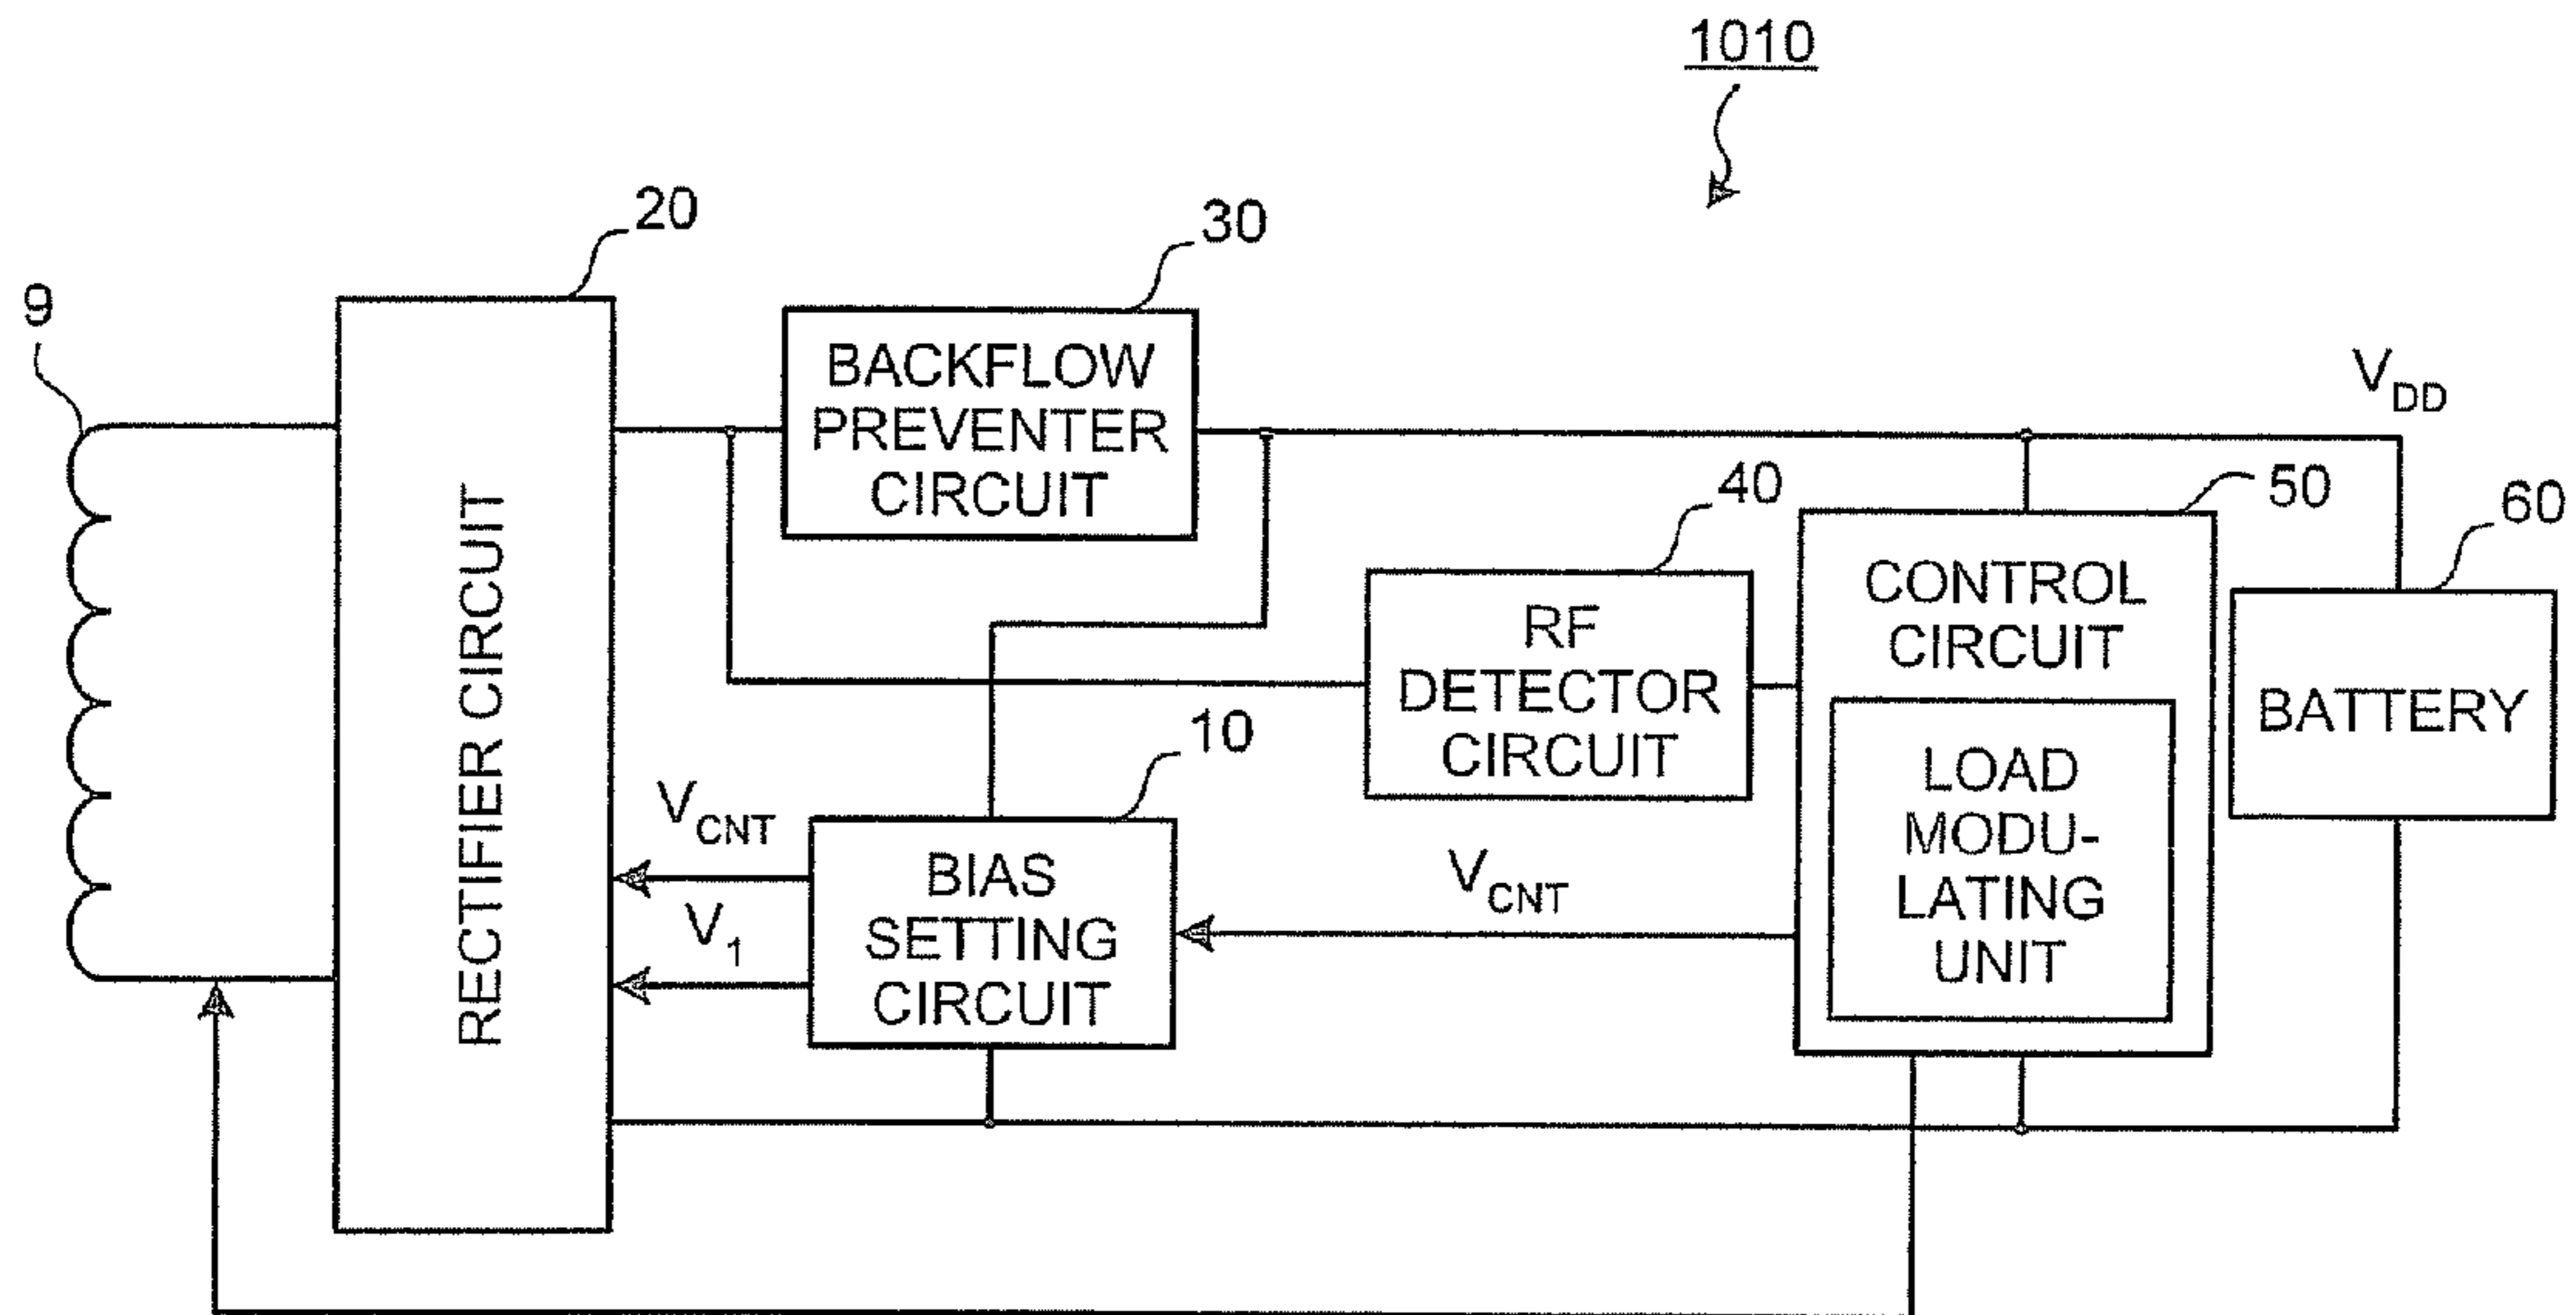 1010
20
30
9
BACKFLOW
PREVENTER
CIRCUIT
V_DD
40
50
60
RECTIFIER CIRCUIT
RF
DETECTOR
CIRCUIT
CONTROL
CIRCUIT
BATTERY
10
LOAD
MODU-
LATING
UNIT
V_CNT
V_1
BIAS
SETTING
CIRCUIT
V_CNT